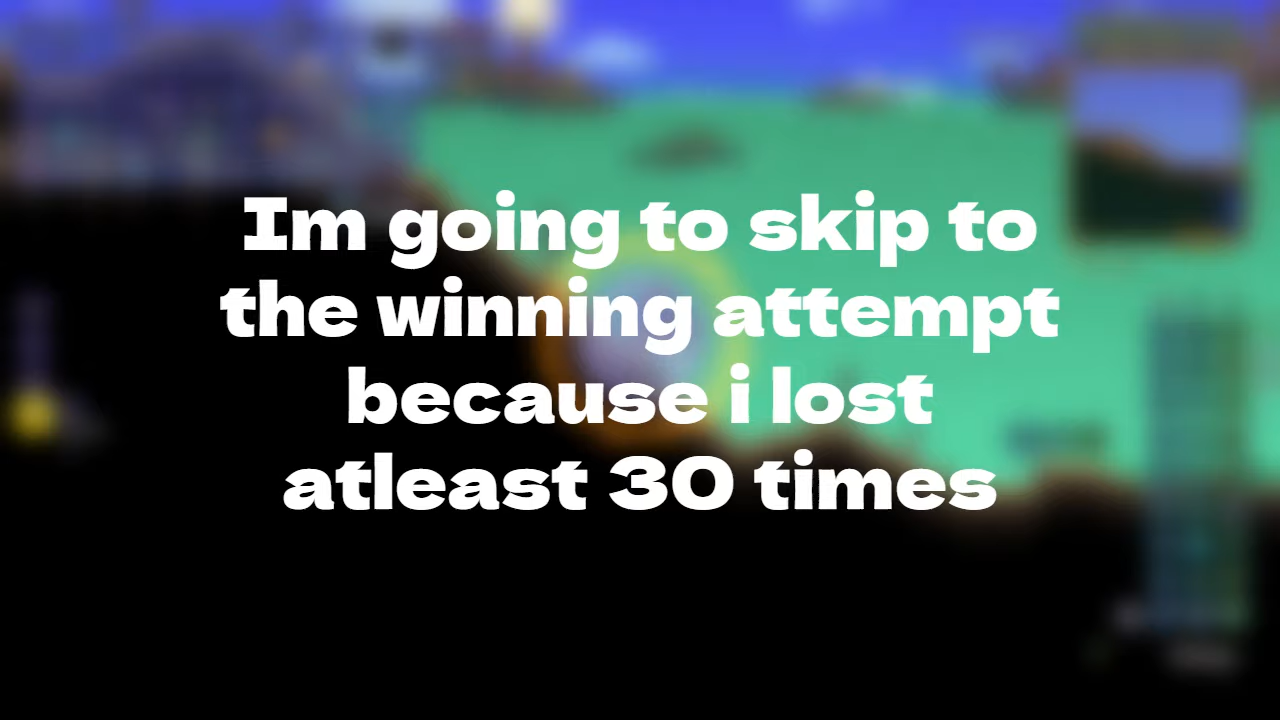 Im going to skip to
the winning attempt
because i lost
atleast 30 times